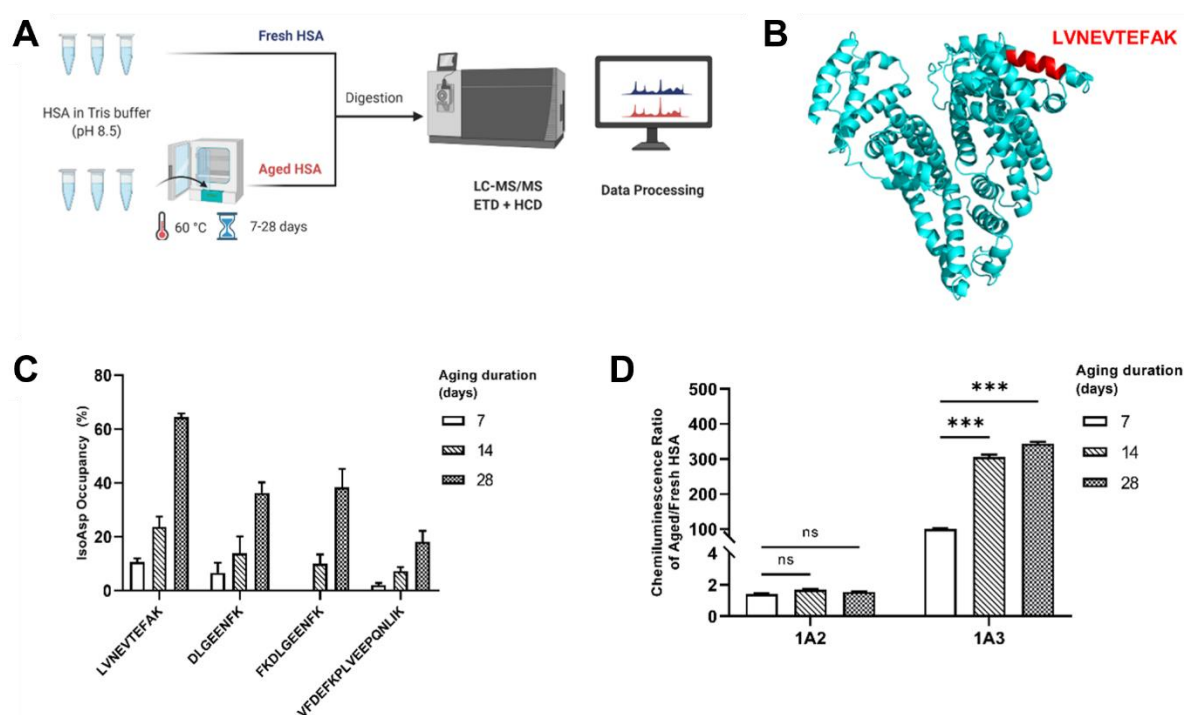 A
Fresh HSA
HSA in Tris buffer
(pH 8.5)
Digestion
Aged HSA
60 °C
7-28 days
LC-MS/MS
ETD + HCD
Data Processing
B
LVNEVTEFAK
C
IsoAsp Occupancy (%)
80
60
40
20
0
LVNEVTEFAK
DLGEENFK
FKDLGEENFK
VFDEFKPLVEEPQNLIK
Aging duration
(days)
7
14
28
D
Chemiluminescence Ratio
of Aged/Fresh HSA
500
400
300
200
100
4
2
0
ns
ns
***
***
1A2
1A3
Aging duration
(days)
7
14
28